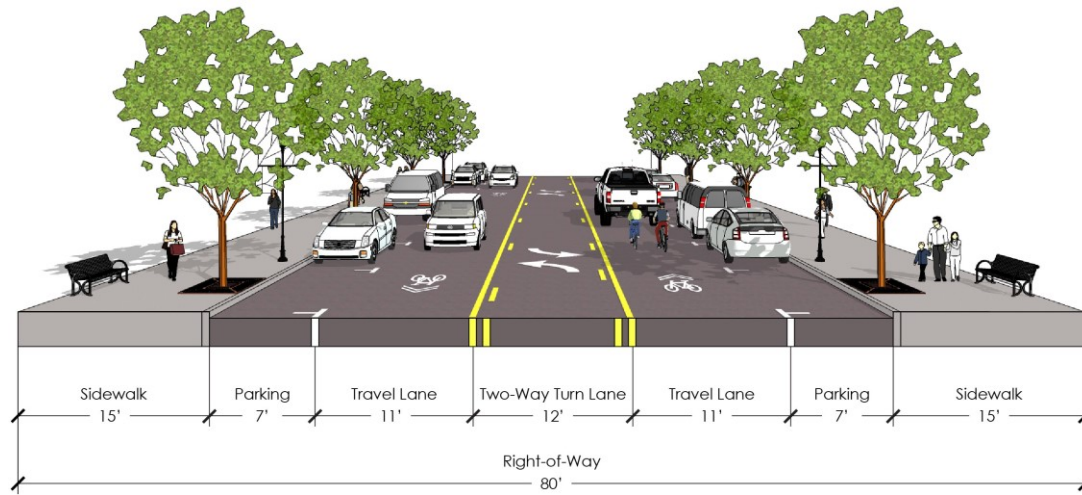 Sidewalk Parking Travel Lane Two-Way Turn Lane Travel Lane Parking Sidewalk
15' 7' 11' 12' 11' 7' 15'
Right-of-Way
80'